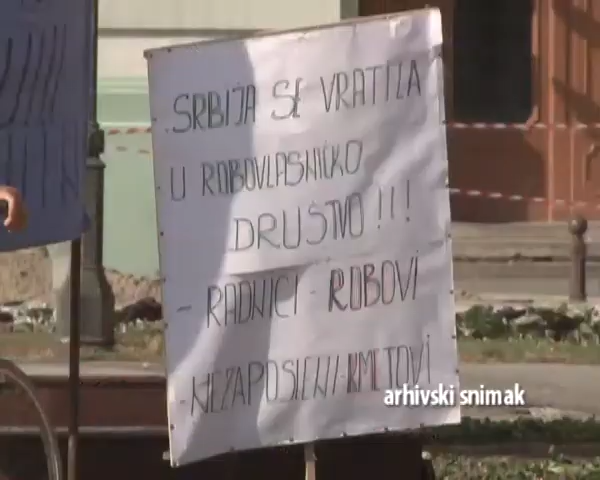 SRBIJA SE VRATILA
U ROBOVLASNIČKO
DRUŠTVO!!!
- RADNICI - ROBOVI
- NEZAPOSLENI - KMETOVI
arhivski snimak